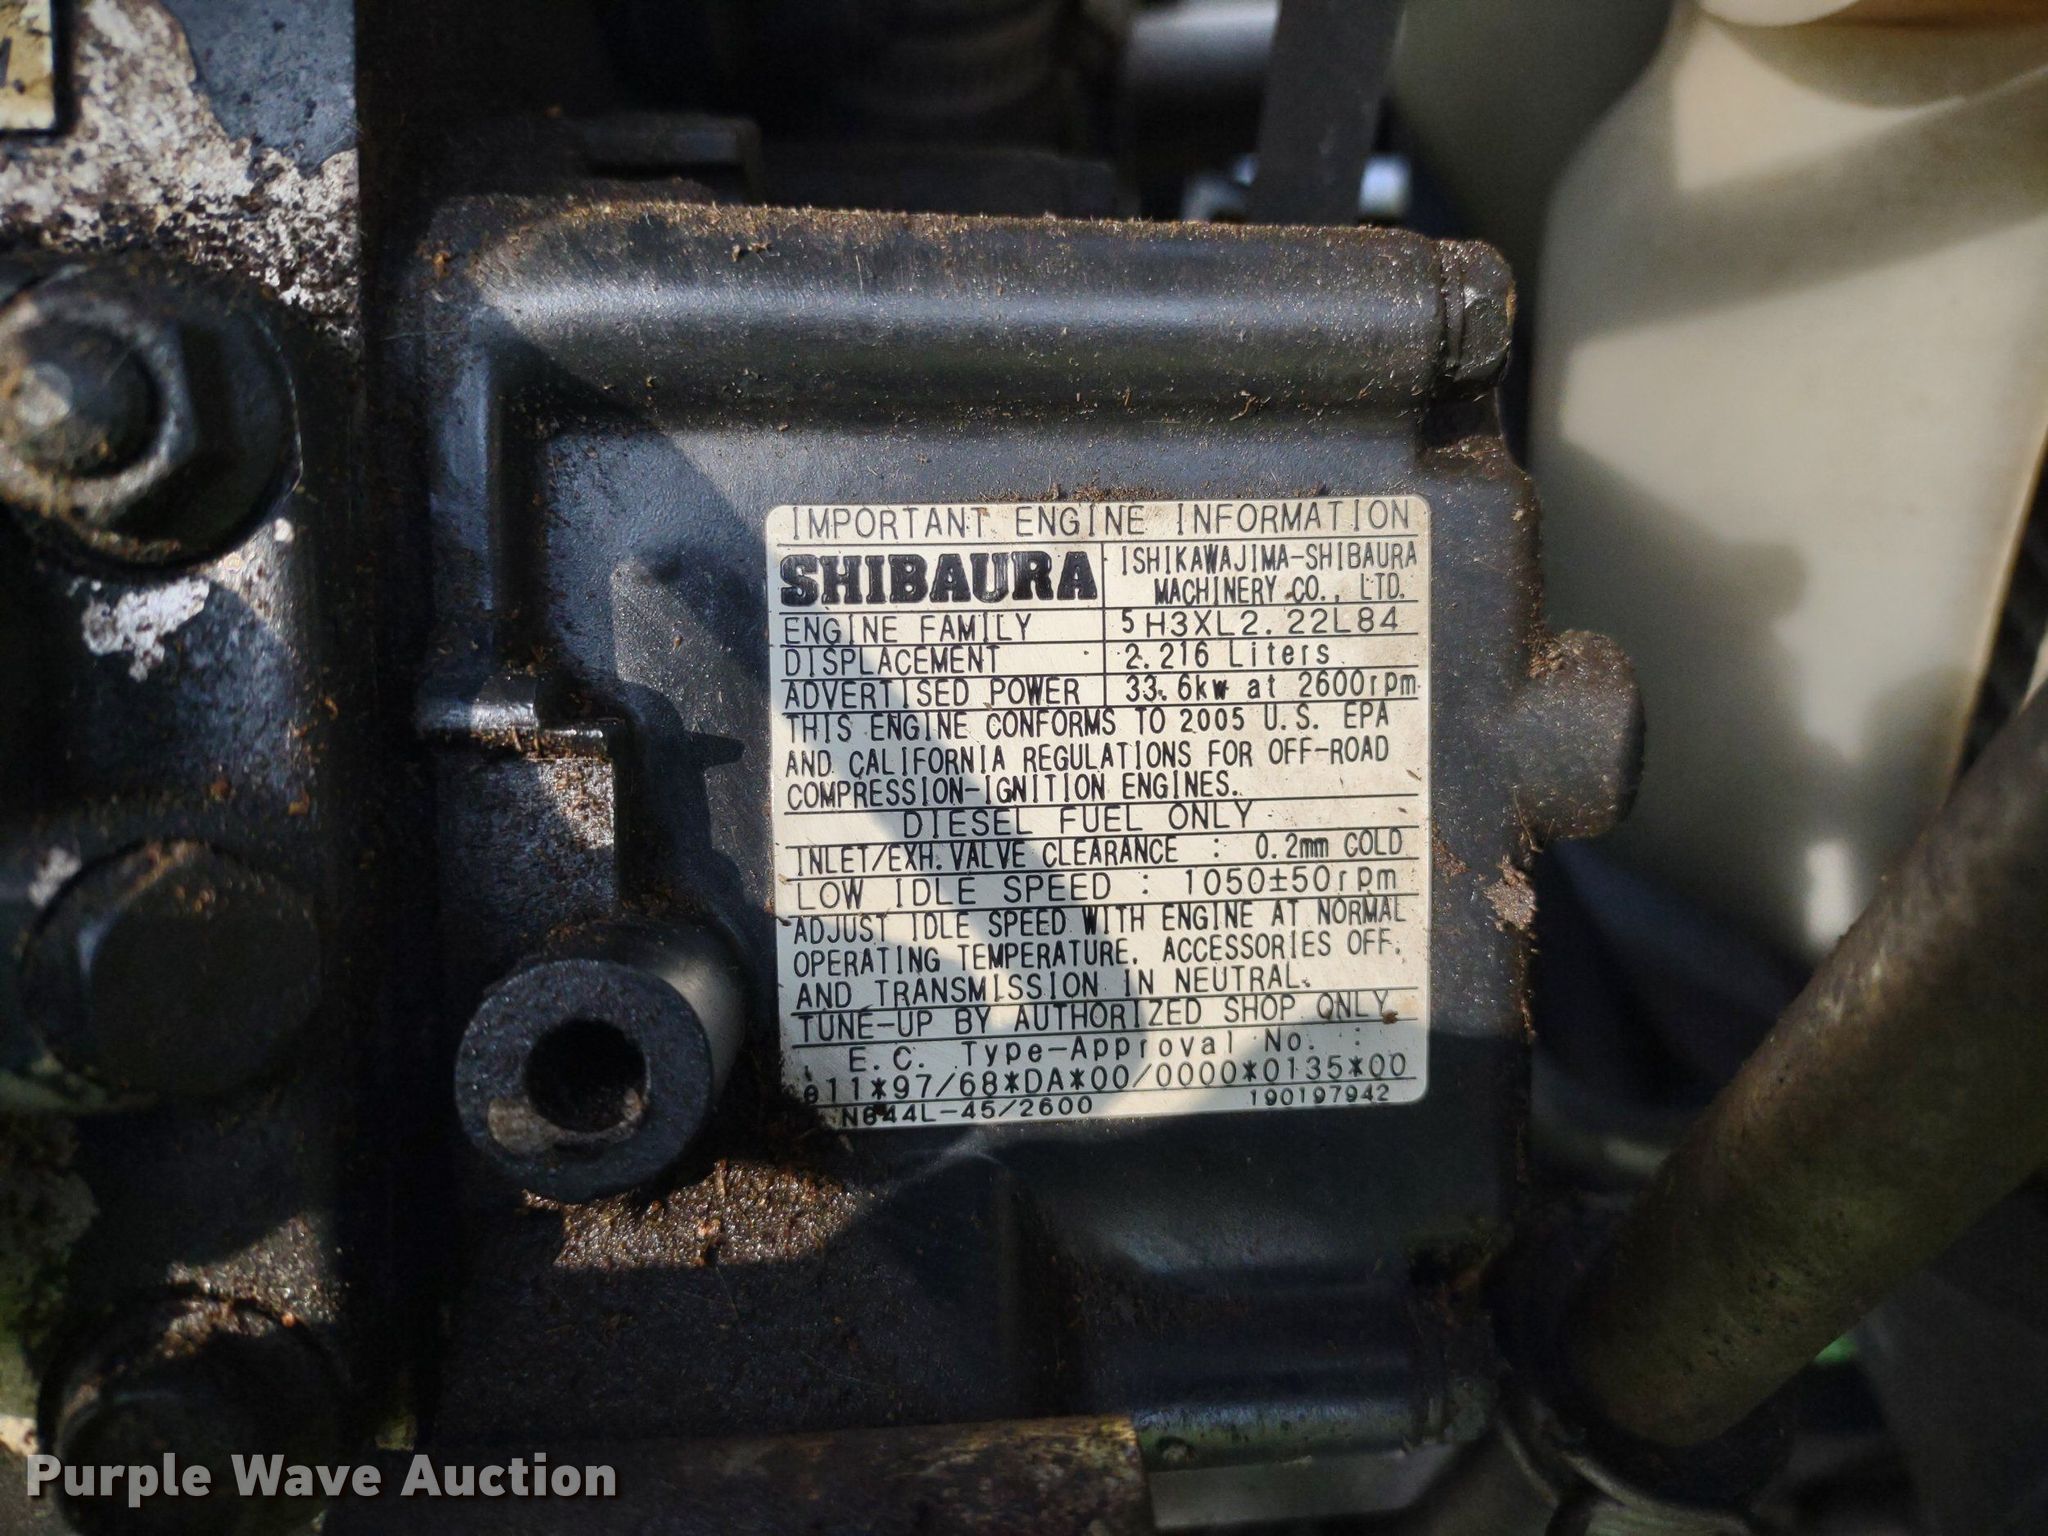 IMPORTANT ENGINE INFORMATION
SHIBAURA
ISHIKAWAJIMA-SHIBAURA
MACHINERY CO., LTD.
ENGINE FAMILY 5H3XL2.22L84
DISPLACEMENT 2.216 Liters
ADVERTISED POWER 33.6kw at 2600rpm
THIS ENGINE CONFORMS TO 2005 U.S. EPA
AND CALIFORNIA REGULATIONS FOR OFF-ROAD
COMPRESSION-IGNITION ENGINES.
DIESEL FUEL ONLY
INLET/EXH.VALVE CLEARANCE : 0.2mm COLD
LOW IDLE SPEED : 1050±50rpm
ADJUST IDLE SPEED WITH ENGINE AT NORMAL
OPERATING TEMPERATURE. ACCESSORIES OFF.
AND TRANSMISSION IN NEUTRAL.
TUNE-UP BY AUTHORIZED SHOP ONLY.
E.C. Type-Approval No. :
e11*97/68*DA*00/0000*0135*00
N844L-45/2600 190197942
Purple Wave Auction